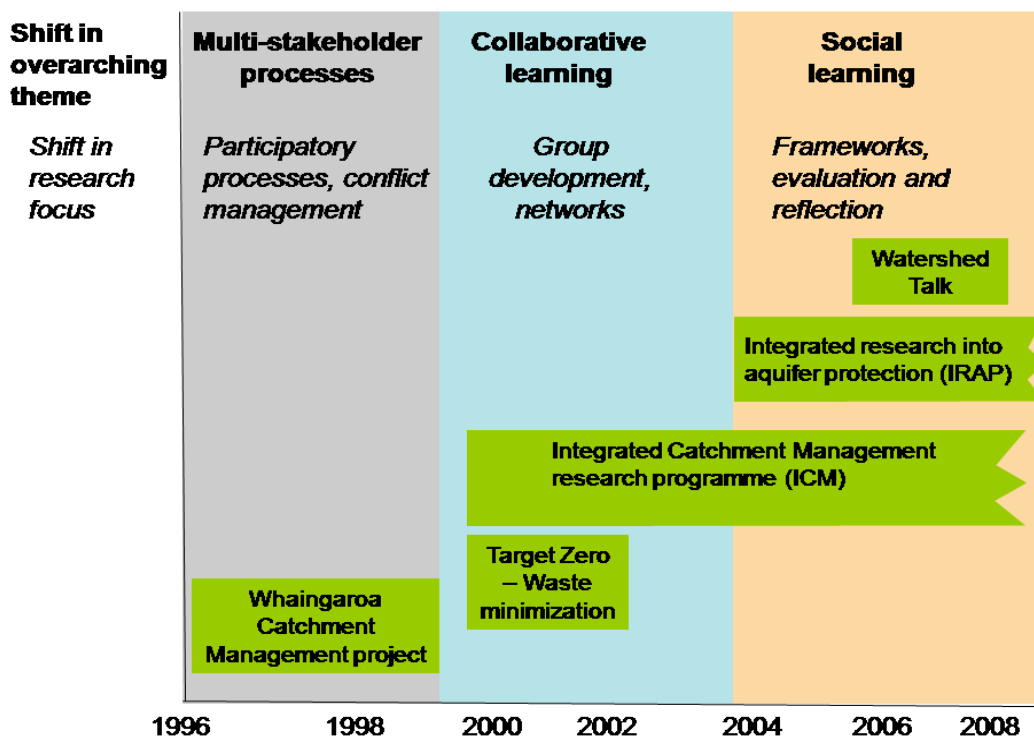 Shift in
overarching
theme
Multi-stakeholder
processes
Collaborative
learning
Social
learning
Shift in
research
focus
Participatory
processes, conflict
management
Group
development,
networks
Frameworks,
evaluation and
reflection
Watershed
Talk
Integrated research into
aquifer protection (IRAP)
Integrated Catchment Management
research programme (ICM)
Target Zero
– Waste
minimization
Whaingaroa
Catchment
Management project
1996 1998 2000 2002 2004 2006 2008